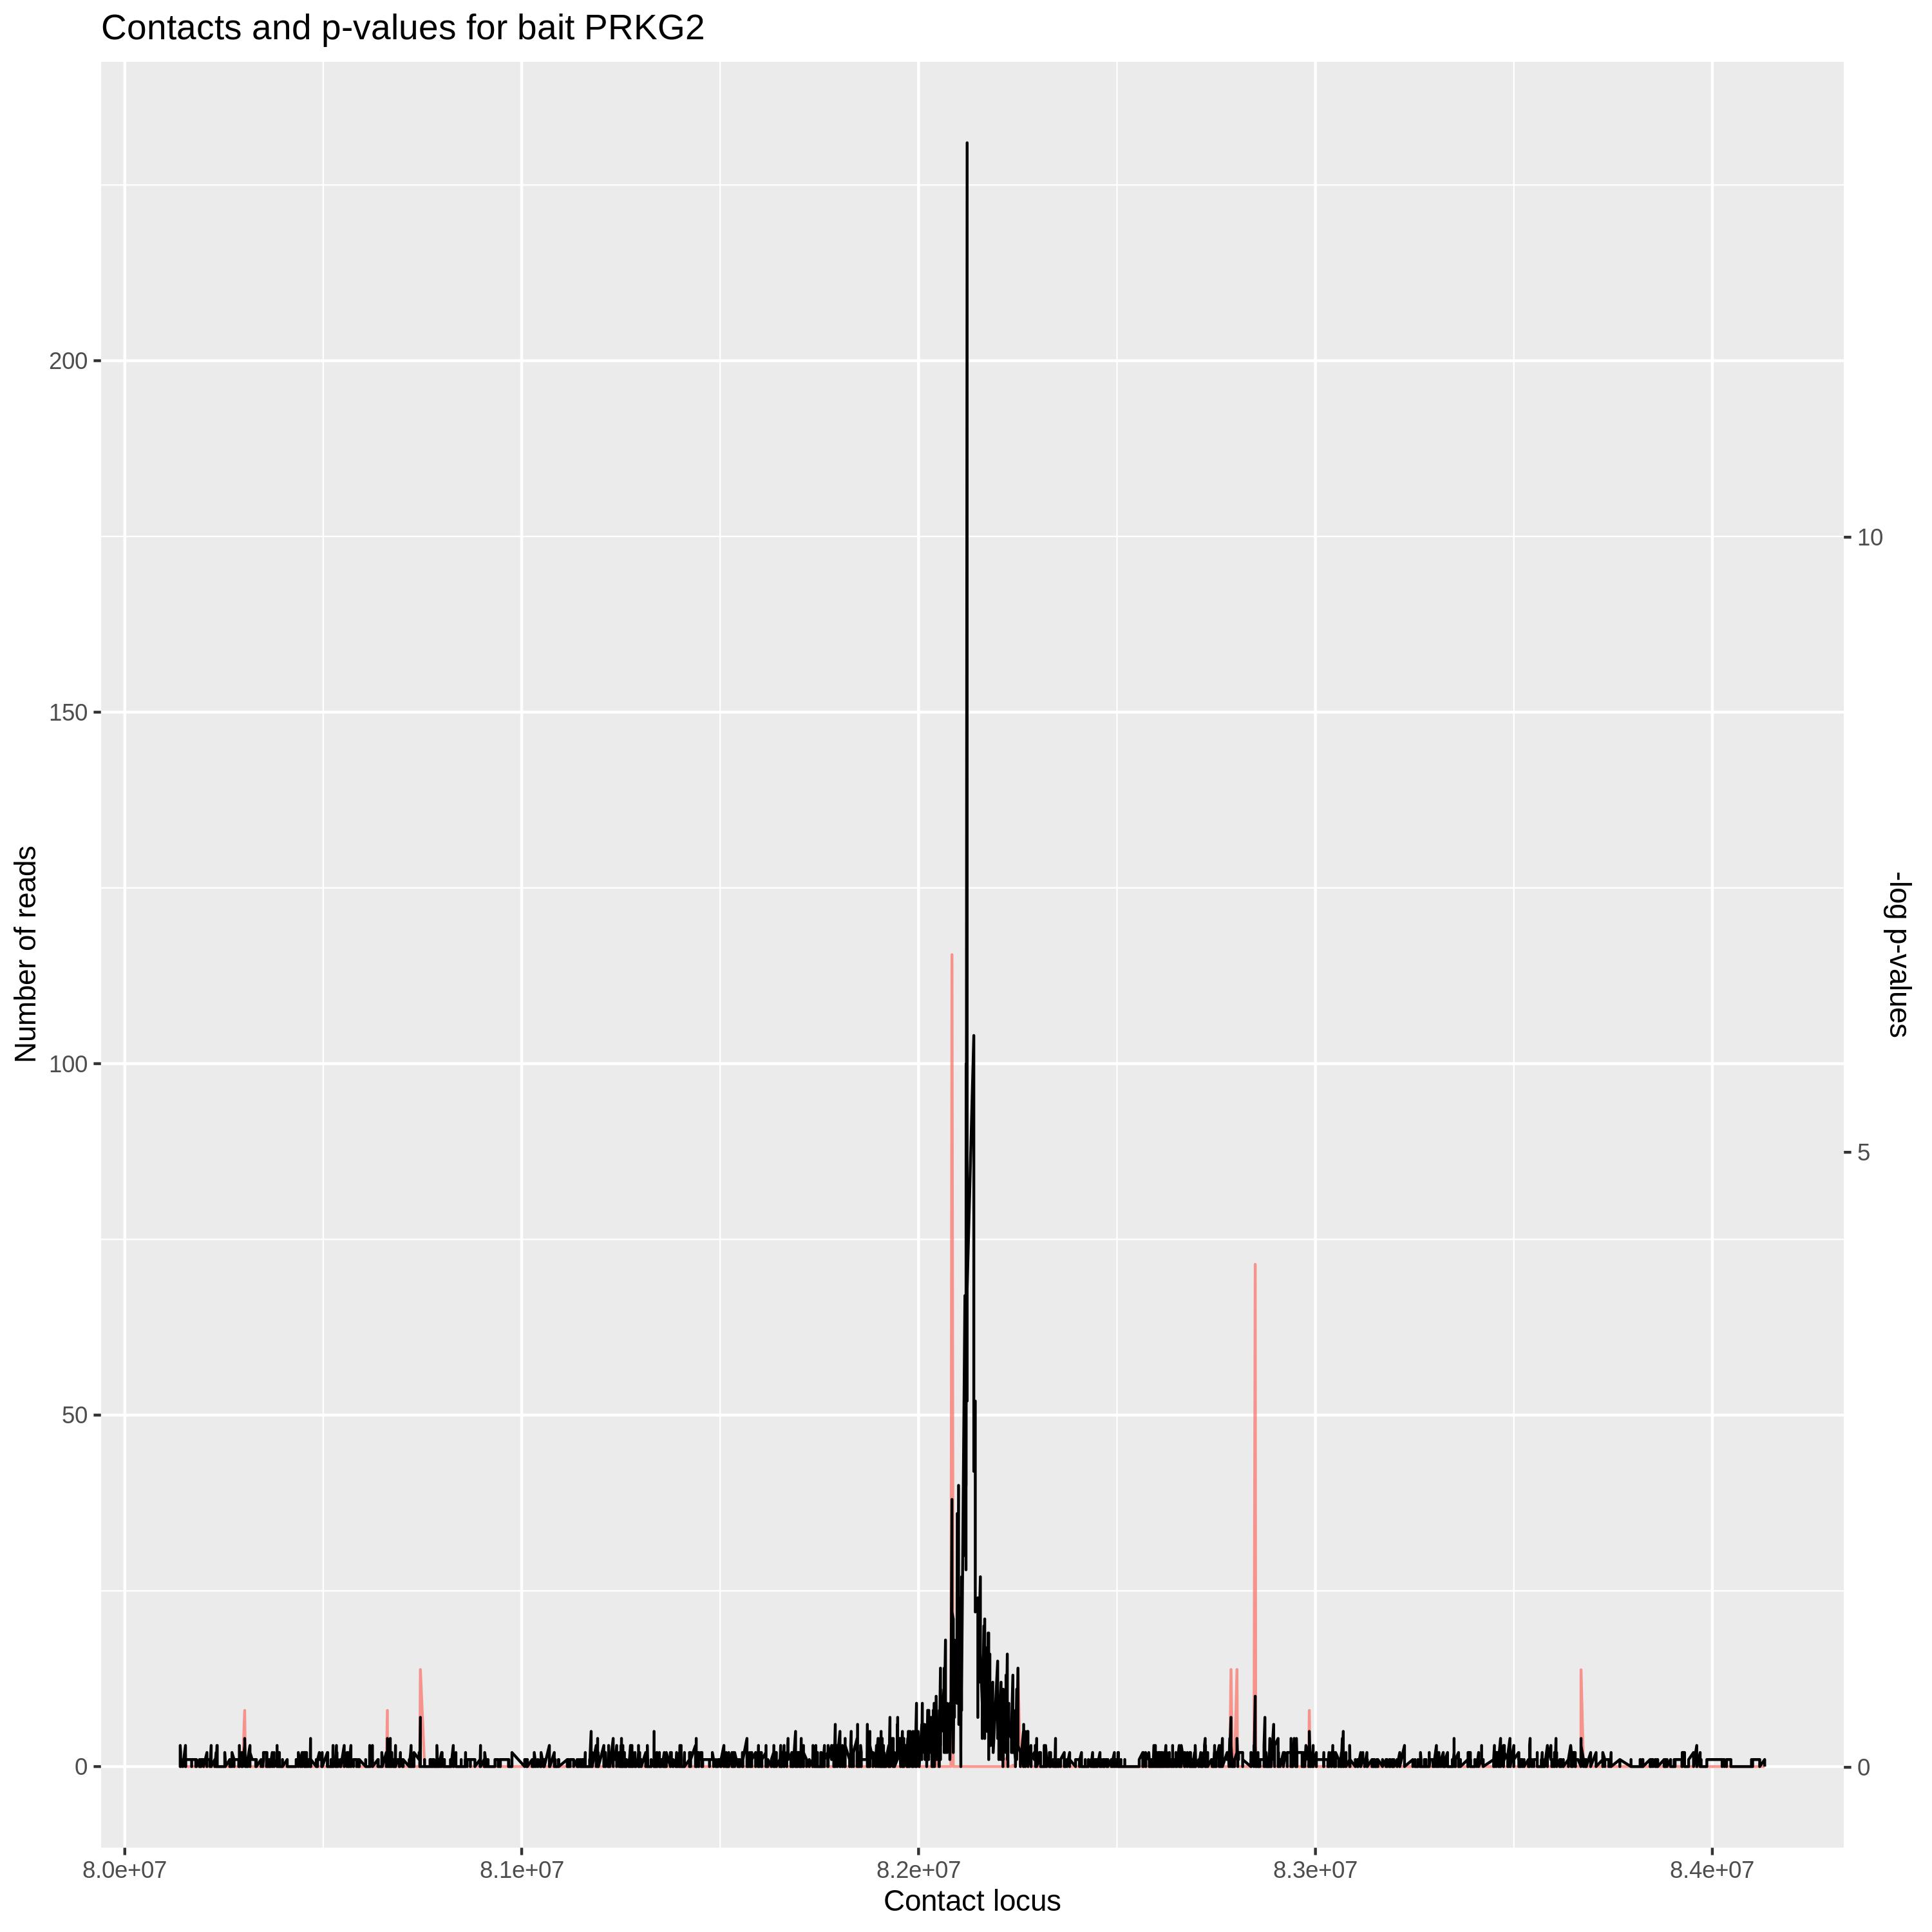 Contacts and p-values for bait PRKG2
200
150
100
50
0
Number of reads
10
5
0
-log p-values
8.0e+07
8.1e+07
8.2e+07
8.3e+07
8.4e+07
Contact locus